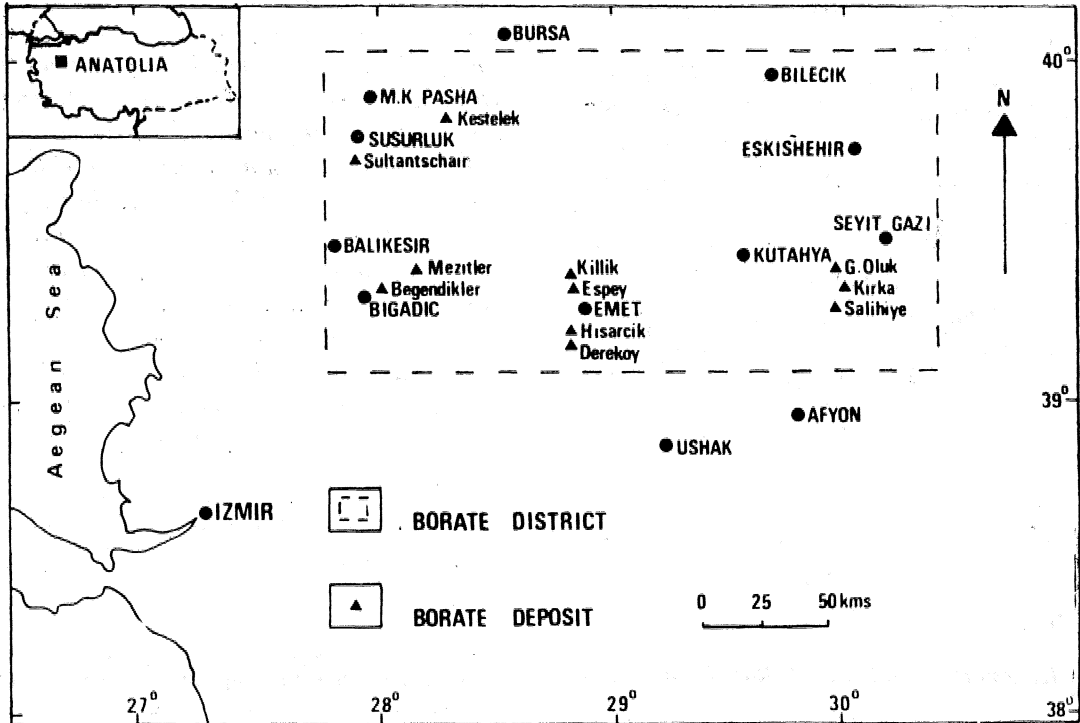 BURSA
40°
ANATOLIA
BILECIK
M.K PASHA
N
Kestelek
SUSURLUK
ESKISHEHIR
Sultantschair
SEYIT GAZI
BALIKESIR
KUTAHYA
Mezitler
Killik
G.Oluk
Begendikler
Espey
Kirka
BIGADIC
EMET
Salihiye
Hisarcik
Derekoy
Aegean Sea
39°
AFYON
USHAK
IZMIR
BORATE DISTRICT
0 25 50 kms
BORATE DEPOSIT
27° 28° 29° 30° 38°